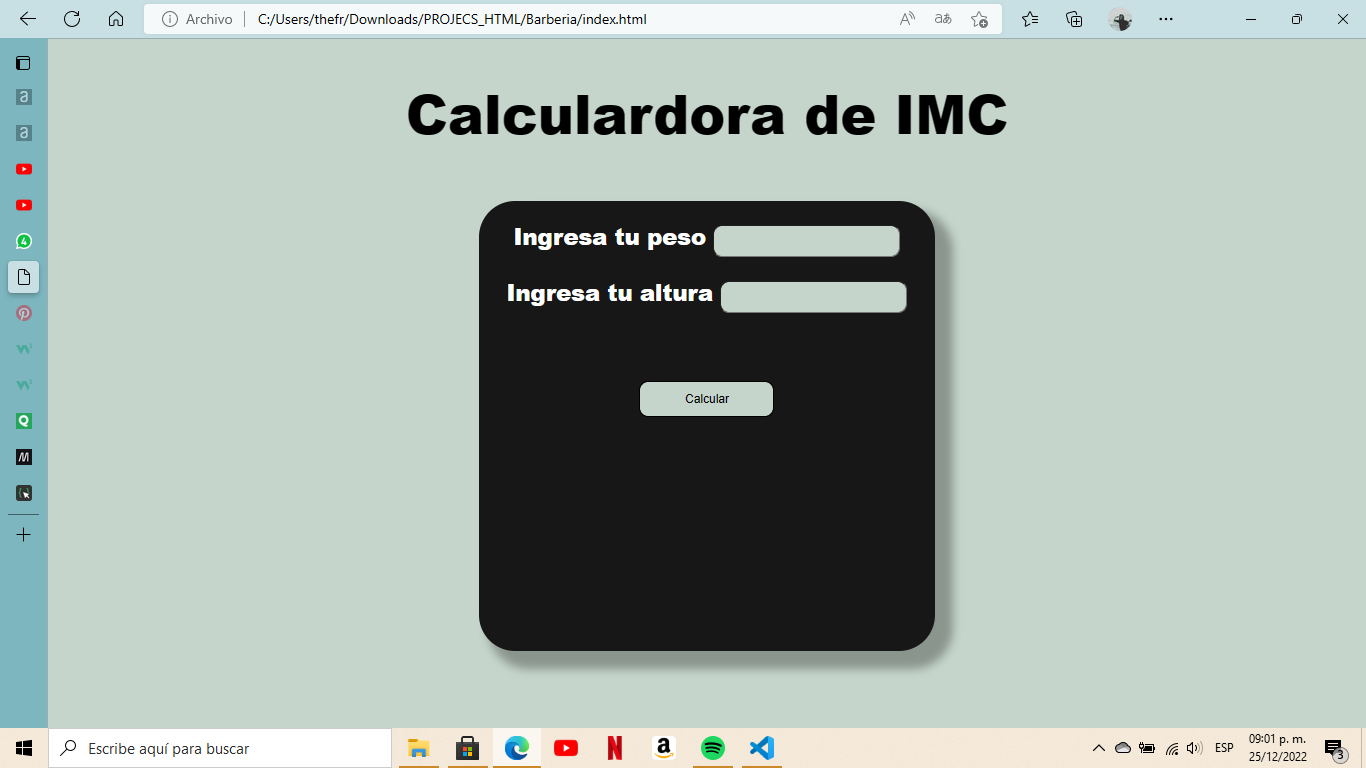 Archivo
C:/Users/thefr/Downloads/PROJECS_HTML/Barberia/index.html
Calculardora de IMC
Ingresa tu peso
Ingresa tu altura
Calcular
Escribe aquí para buscar
ESP
09:01 p. m.
25/12/2022
3